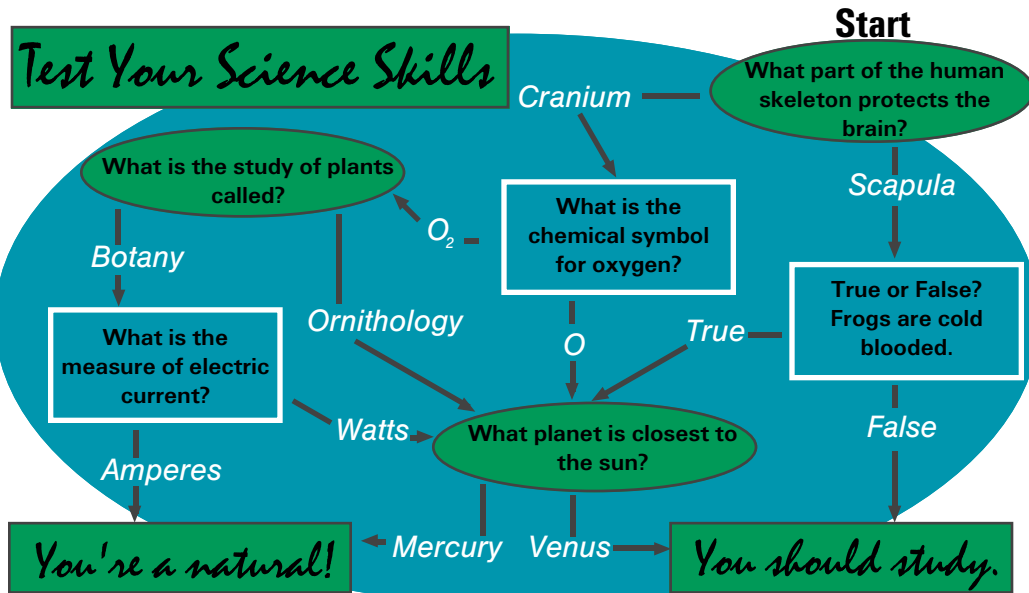 Test Your Science Skills
Start
What part of the human
skeleton protects the
brain?
Cranium
Scapula
What is the study of plants
called?
O₂
What is the
chemical symbol
for oxygen?
Botany
Ornithology
O
True
True or False?
Frogs are cold
blooded.
What is the
measure of electric
current?
Watts
What planet is closest to
the sun?
False
Amperes
Mercury
Venus
You're a natural!
You should study.